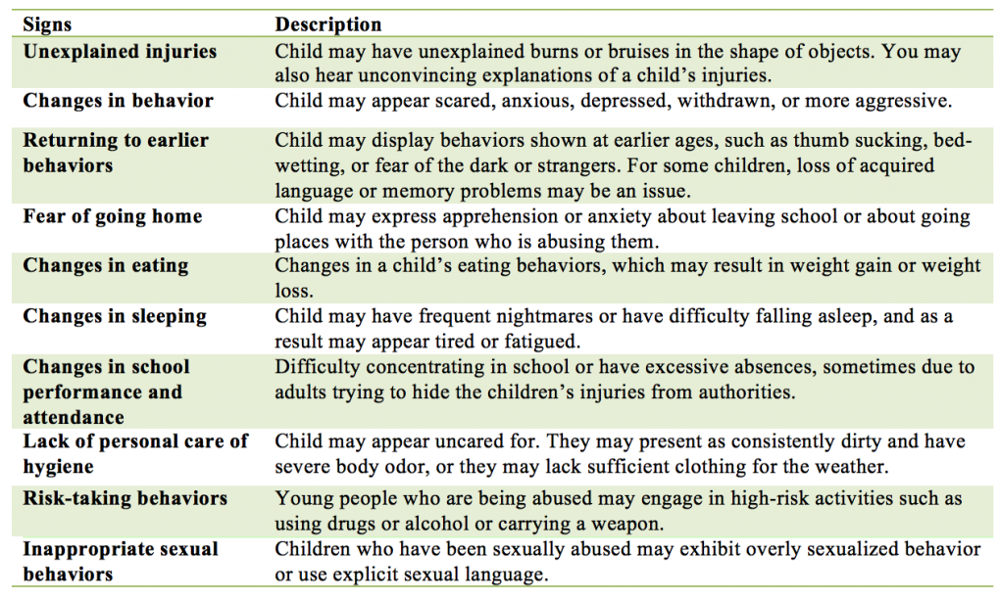 Signs Description
Unexplained injuries Child may have unexplained burns or bruises in the shape of objects. You may
also hear unconvincing explanations of a child’s injuries.
Changes in behavior Child may appear scared, anxious, depressed, withdrawn, or more aggressive.
Returning to earlier Child may display behaviors shown at earlier ages, such as thumb sucking, bed-
behaviors wetting, or fear of the dark or strangers. For some children, loss of acquired
language or memory problems may be an issue.
Fear of going home Child may express apprehension or anxiety about leaving school or about going
places with the person who is abusing them.
Changes in eating Changes in a child’s eating behaviors, which may result in weight gain or weight
loss.
Changes in sleeping Child may have frequent nightmares or have difficulty falling asleep, and as a
result may appear tired or fatigued.
Changes in school Difficulty concentrating in school or have excessive absences, sometimes due to
performance and adults trying to hide the children’s injuries from authorities.
attendance
Lack of personal care of Child may appear uncared for. They may present as consistently dirty and have
hygiene severe body odor, or they may lack sufficient clothing for the weather.
Risk-taking behaviors Young people who are being abused may engage in high-risk activities such as
using drugs or alcohol or carrying a weapon.
Inappropriate sexual Children who have been sexually abused may exhibit overly sexualized behavior
behaviors or use explicit sexual language.